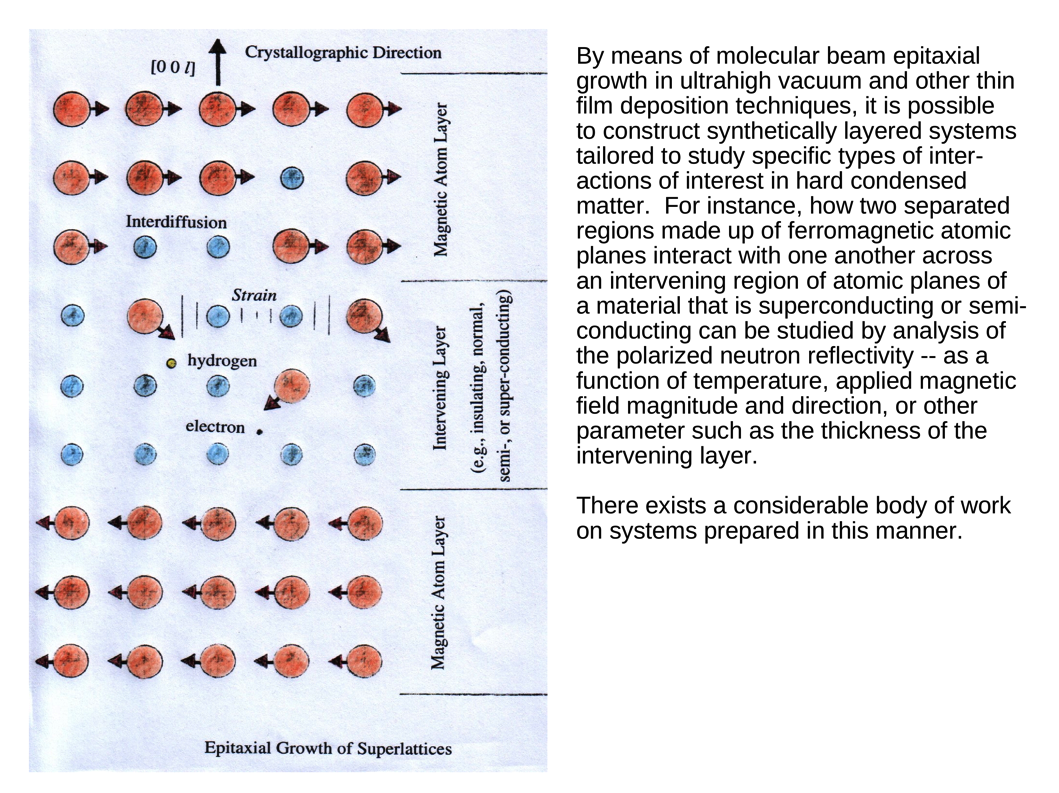 Crystallographic Direction
[0 0 l]
Magnetic Atom Layer
Interdiffusion
Strain
hydrogen
electron
Intervening Layer
(e.g., insulating, normal,
semi-, or super-conducting)
Magnetic Atom Layer
Epitaxial Growth of Superlattices
By means of molecular beam epitaxial
growth in ultrahigh vacuum and other thin
film deposition techniques, it is possible
to construct synthetically layered systems
tailored to study specific types of inter-
actions of interest in hard condensed
matter.  For instance, how two separated
regions made up of ferromagnetic atomic
planes interact with one another across
an intervening region of atomic planes of
a material that is superconducting or semi-
conducting can be studied by analysis of
the polarized neutron reflectivity -- as a
function of temperature, applied magnetic
field magnitude and direction, or other
parameter such as the thickness of the
intervening layer.
There exists a considerable body of work
on systems prepared in this manner.